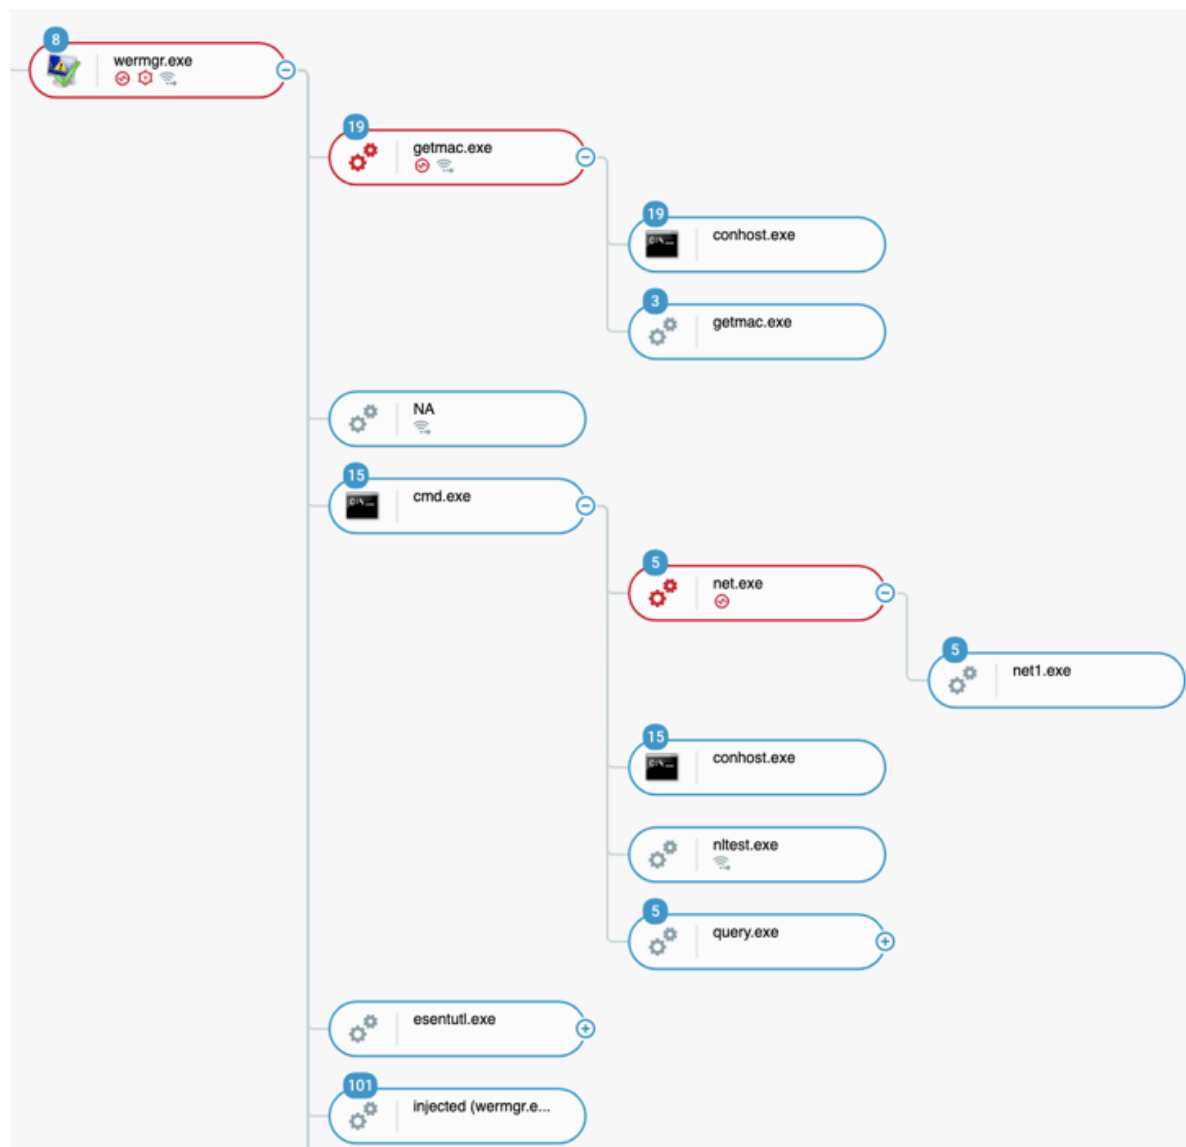 8
wermgr.exe
19
getmac.exe
19
conhost.exe
3
getmac.exe
NA
15
cmd.exe
5
net.exe
5
net1.exe
15
conhost.exe
nltest.exe
5
query.exe
esentutl.exe
101
injected (wermgr.e...